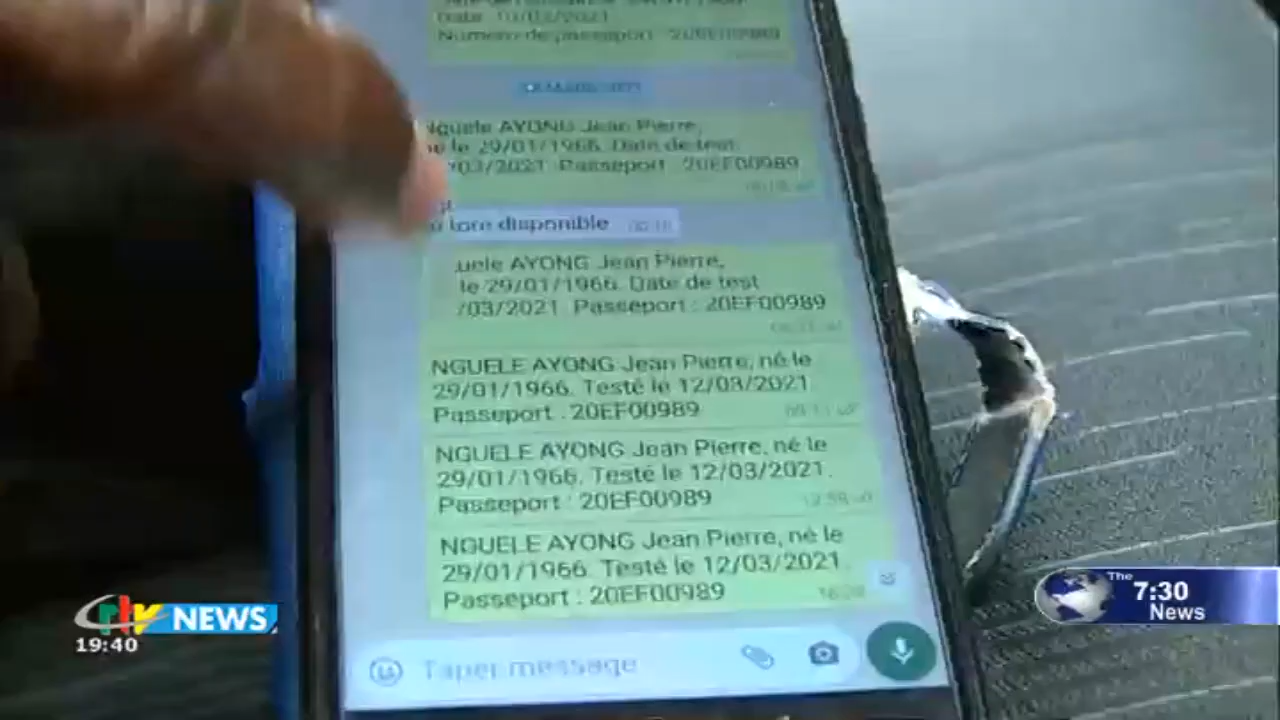 Numero de passeport : 20EF00989
Nguele AYONG Jean Pierre,
le 29/01/1966. Date de test
03/2021. Passeport : 20EF00989
disponible
uele AYONG Jean Pierre,
le 29/01/1966. Date de test
/03/2021. Passeport : 20EF00989
NGUELE AYONG Jean Pierre, né le
29/01/1966. Testé le 12/03/2021.
Passeport : 20EF00989
NGUELE AYONG Jean Pierre, né le
29/01/1966. Testé le 12/03/2021.
Passeport : 20EF00989
NGUELE AYONG Jean Pierre, né le
29/01/1966. Testé le 12/03/2021.
Passeport : 20EF00989
Taper message
NEWS
19:40
The
7:30
News